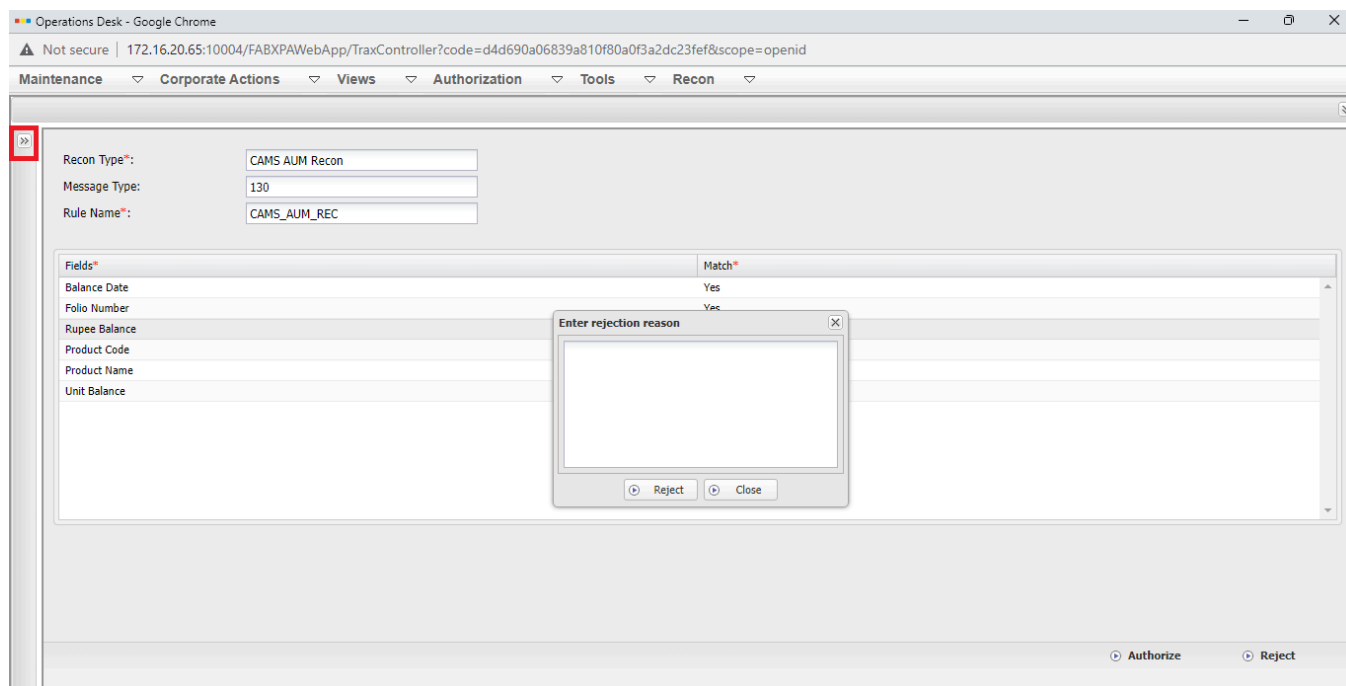 Operations Desk - Google Chrome
Not secure | 172.16.20.65:10004/FABXPAWebApp/TraxController?code=d4d690a06839a810f80a0f3a2dc23fef&scope=openid
Maintenance Corporate Actions Views Authorization Tools Recon
Recon Type*: CAMS AUM Recon
Message Type: 130
Rule Name*: CAMS_AUM_REC
Fields* Match*
Balance Date Yes
Folio Number Yes
Rupee Balance
Product Code
Product Name
Unit Balance
Enter rejection reason
Reject Close
Authorize Reject